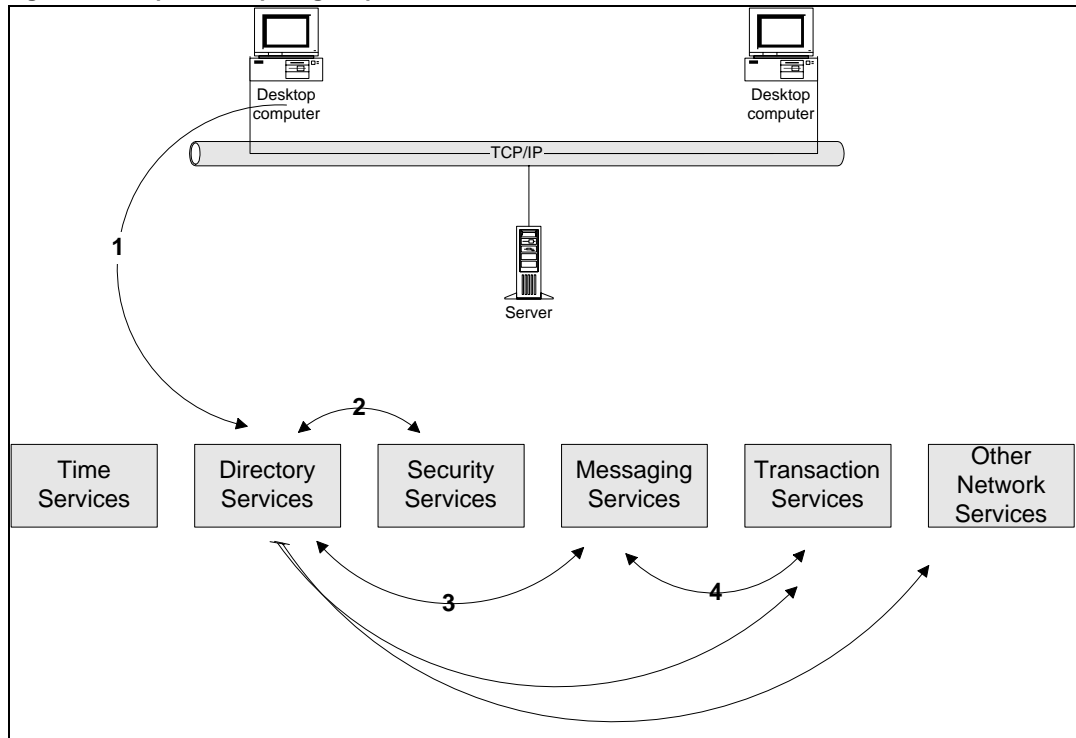 Desktop
computer
Desktop
computer
TCP/IP
Server
1
2
Time
Services
Directory
Services
Security
Services
Messaging
Services
Transaction
Services
Other
Network
Services
3
4